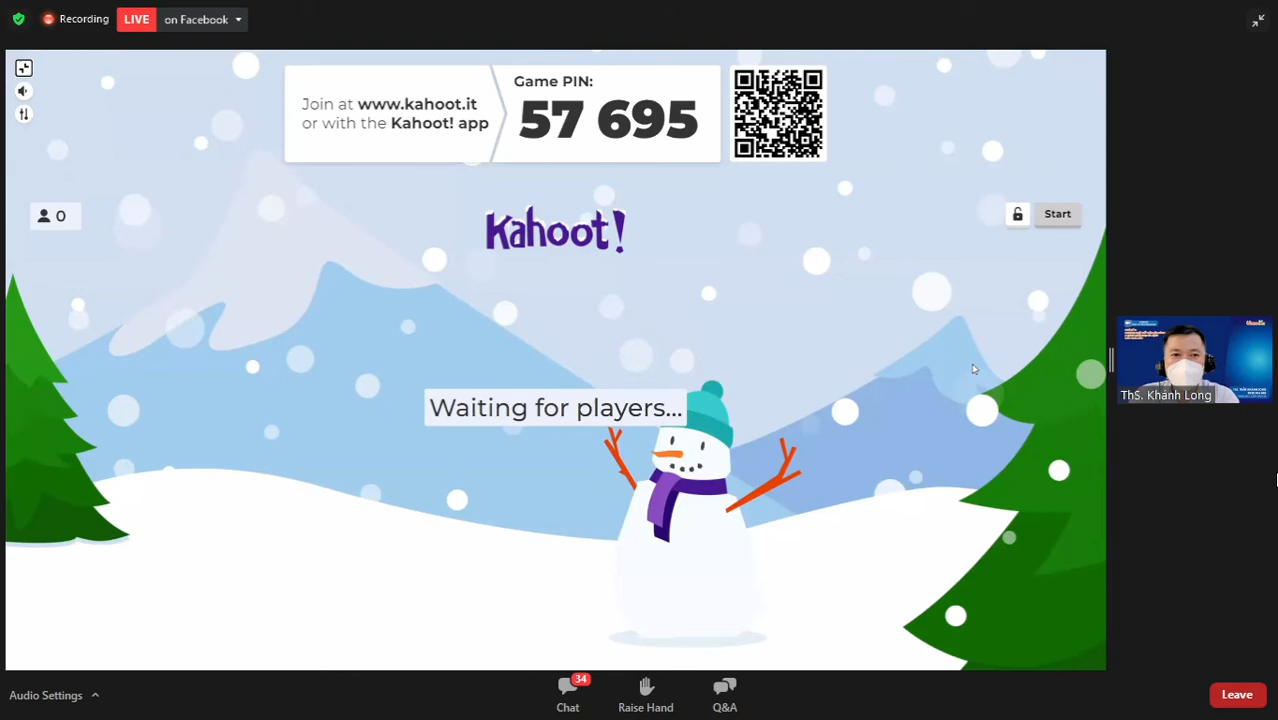 Recording
LIVE
on Facebook
Join at www.kahoot.it
or with the Kahoot! app
Game PIN:
57 695
0
Kahoot!
Start
Waiting for players...
ThS. Khánh Long
Audio Settings
34
Chat
Raise Hand
Q&A
Leave